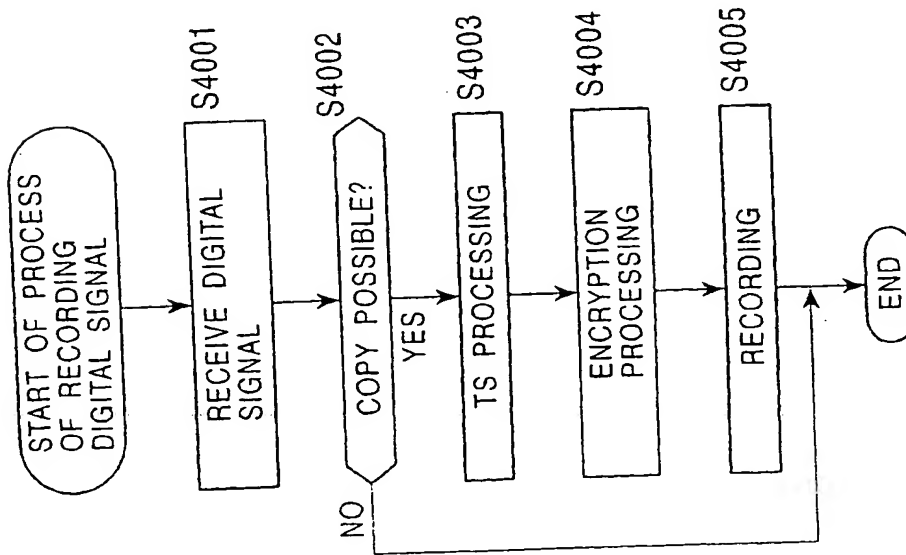 START OF PROCESS
OF RECORDING
DIGITAL SIGNAL
S4001
RECEIVE DIGITAL
SIGNAL
S4002
COPY POSSIBLE?
NO
YES
S4003
TS PROCESSING
S4004
ENCRYPTION
PROCESSING
S4005
RECORDING
END